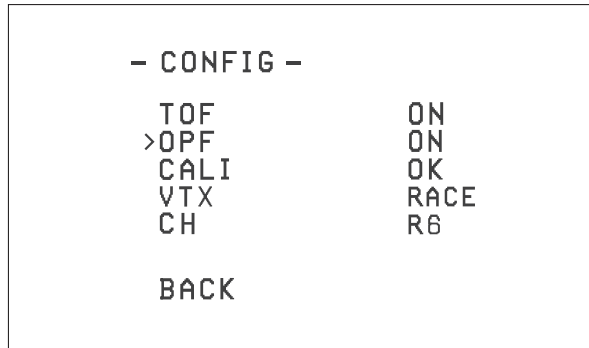 - CONFIG -
TOF ON
>OPF ON
CALI OK
VTX RACE
CH R6
BACK